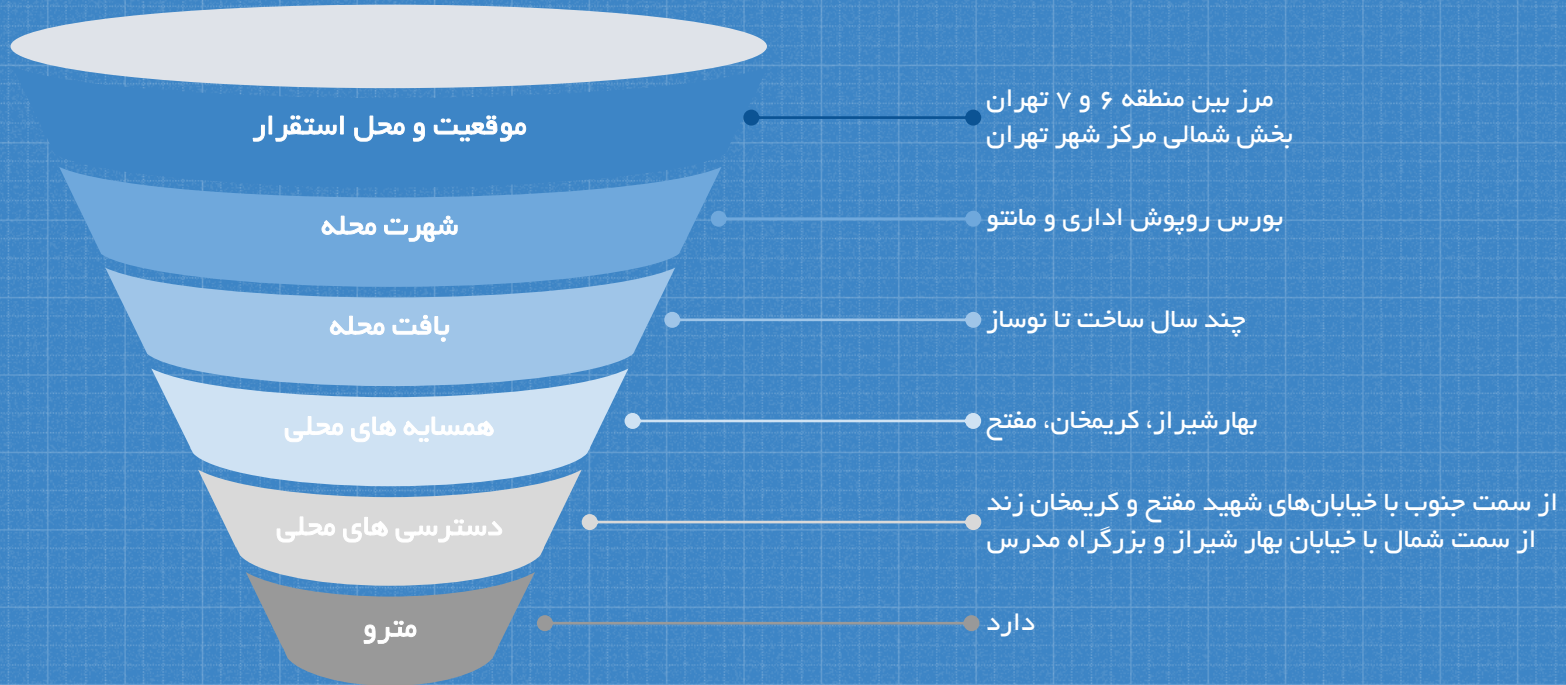 موقعیت و محل استقرار
مرز بین منطقه ۶ و ۷ تهران
بخش شمالی مرکز شهر تهران
شهرت محله
بورس روپوش اداری و مانتو
بافت محله
چند سال ساخت تا نوساز
همسایه های محلی
بهارشیراز، کریمخان، مفتح
دسترسی های محلی
از سمت جنوب با خیابان‌های شهید مفتح و کریمخان زند
از سمت شمال با خیابان بهار شیراز و بزرگراه مدرس
مترو
دارد